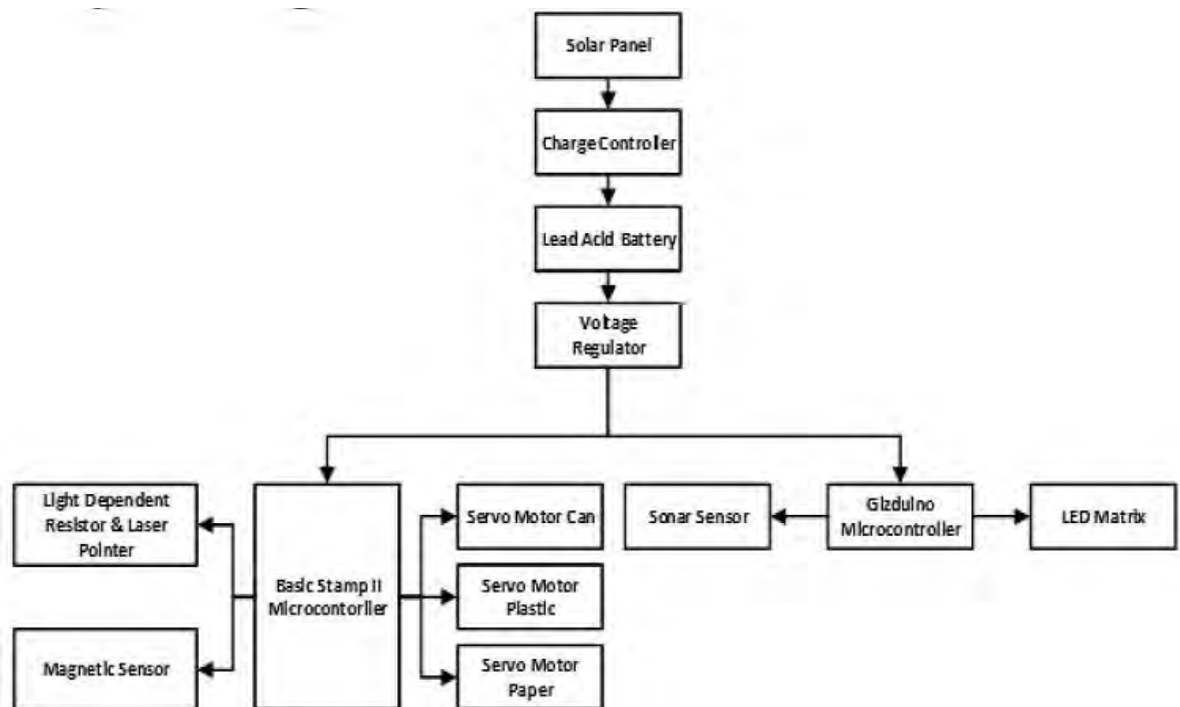 Solar Panel
Charge Controller
Lead Acid Battery
Voltage
Regulator
Light Dependent
Resistor & Laser
Pointer
Magnetic Sensor
Basic Stamp II
Microcontorller
Servo Motor Can
Servo Motor
Plastic
Servo Motor
Paper
Sonar Sensor
Gizduino
Microcontroller
LED Matrix